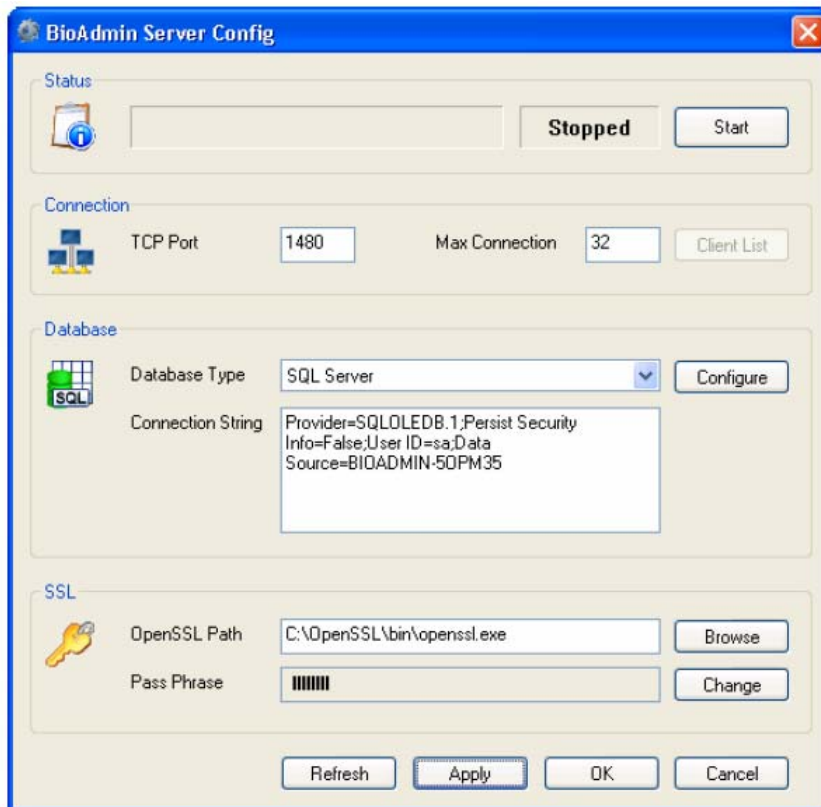 BioAdmin Server Config
Status
Stopped
Start
Connection
TCP Port
1480
Max Connection
32
Client List
Database
SQL
Database Type
SQL Server
Configure
Connection String
Provider=SQLOLEDB.1;Persist Security
Info=False;User ID=sa;Data
Source=BIOADMIN-5OPM35
SSL
OpenSSL Path
C:\OpenSSL\bin\openssl.exe
Browse
Pass Phrase
Change
Refresh
Apply
OK
Cancel